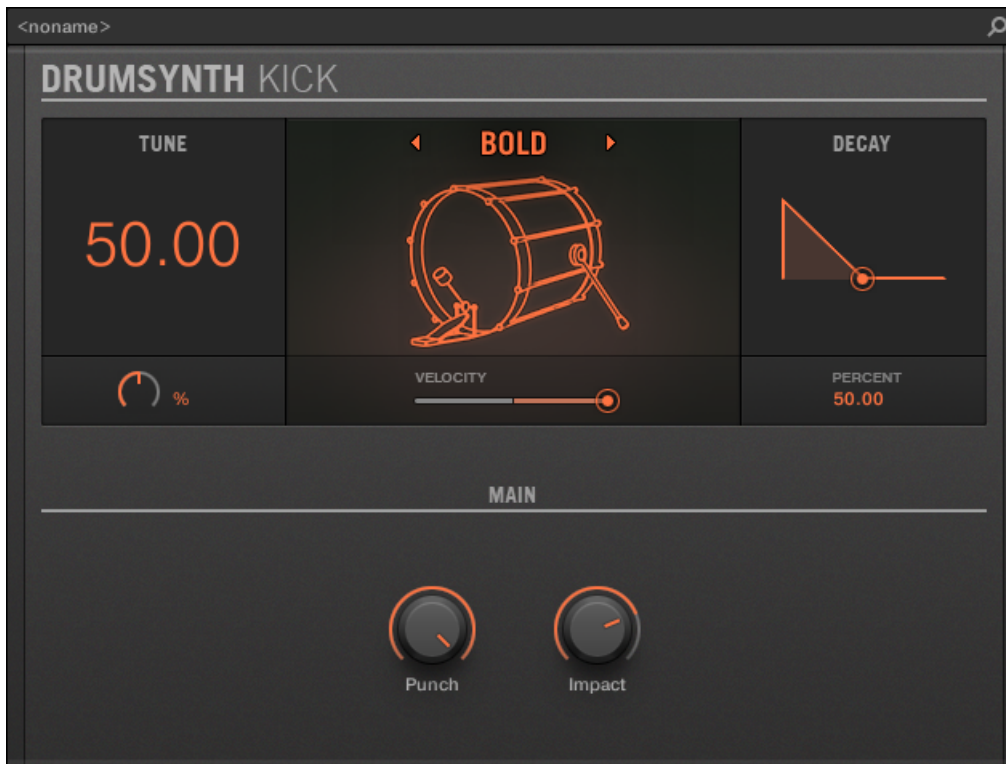 <noname>
DRUMSYNTH KICK
TUNE
BOLD
DECAY
50.00
%
VELOCITY
PERCENT
50.00
MAIN
Punch
Impact